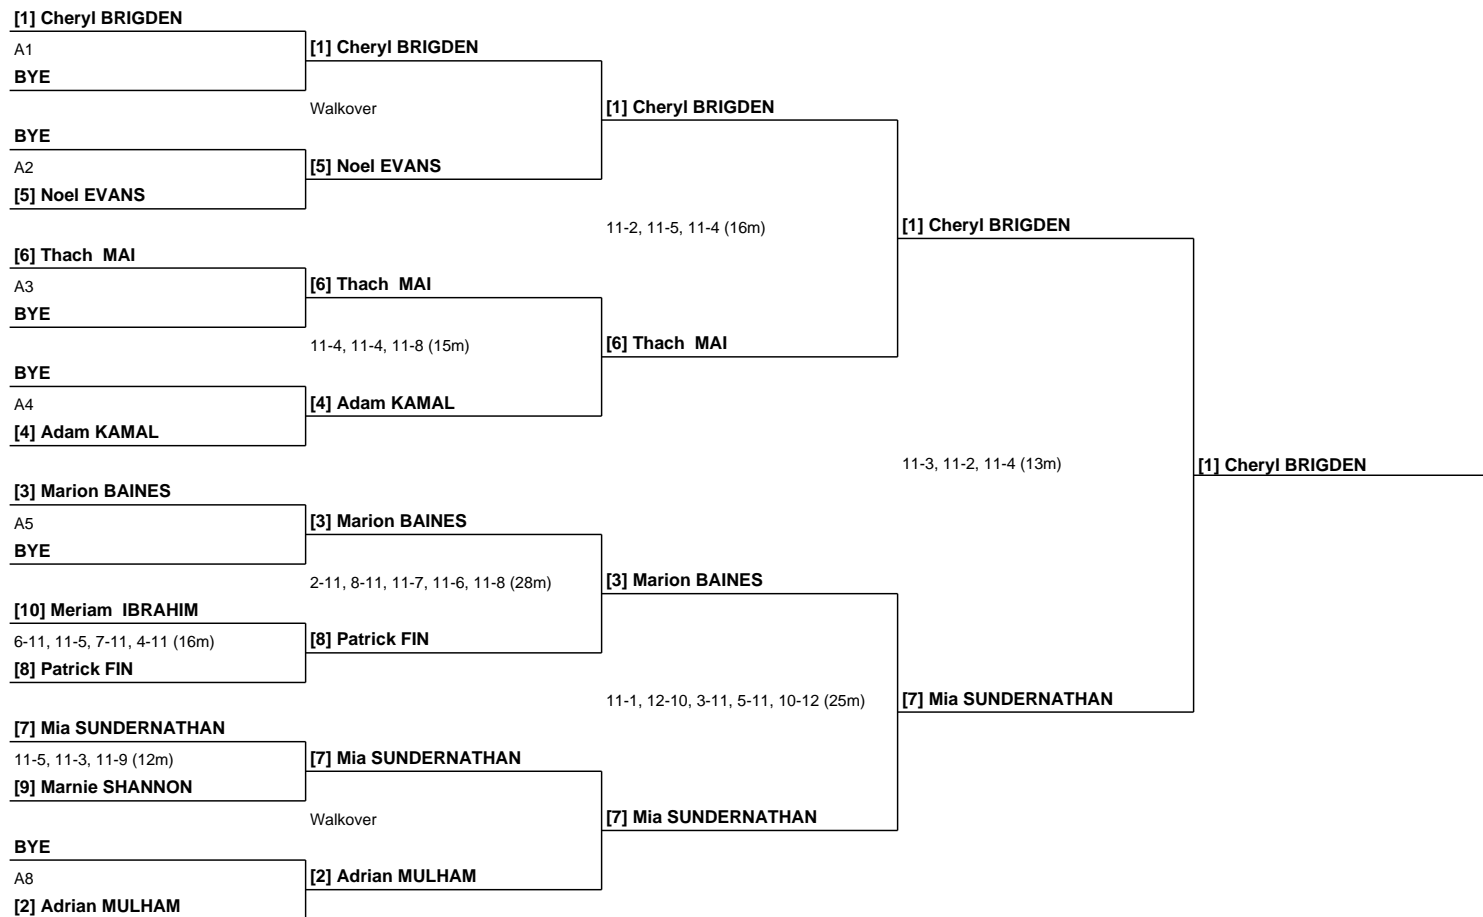 [1] Cheryl BRIGDEN
A1
BYE
BYE
A2
[5] Noel EVANS
[6] Thach MAI
A3
BYE
BYE
A4
[4] Adam KAMAL
[3] Marion BAINES
A5
BYE
[10] Meriam IBRAHIM
6-11, 11-5, 7-11, 4-11 (16m)
[8] Patrick FIN
[7] Mia SUNDERNATHAN
11-5, 11-3, 11-9 (12m)
[9] Marnie SHANNON
BYE
A8
[2] Adrian MULHAM
[1] Cheryl BRIGDEN
Walkover
[5] Noel EVANS
[6] Thach MAI
11-4, 11-4, 11-8 (15m)
[4] Adam KAMAL
[3] Marion BAINES
2-11, 8-11, 11-7, 11-6, 11-8 (28m)
[8] Patrick FIN
[7] Mia SUNDERNATHAN
Walkover
[2] Adrian MULHAM
[1] Cheryl BRIGDEN
11-2, 11-5, 11-4 (16m)
[6] Thach MAI
[3] Marion BAINES
11-1, 12-10, 3-11, 5-11, 10-12 (25m)
[7] Mia SUNDERNATHAN
[1] Cheryl BRIGDEN
11-3, 11-2, 11-4 (13m)
[7] Mia SUNDERNATHAN
[1] Cheryl BRIGDEN